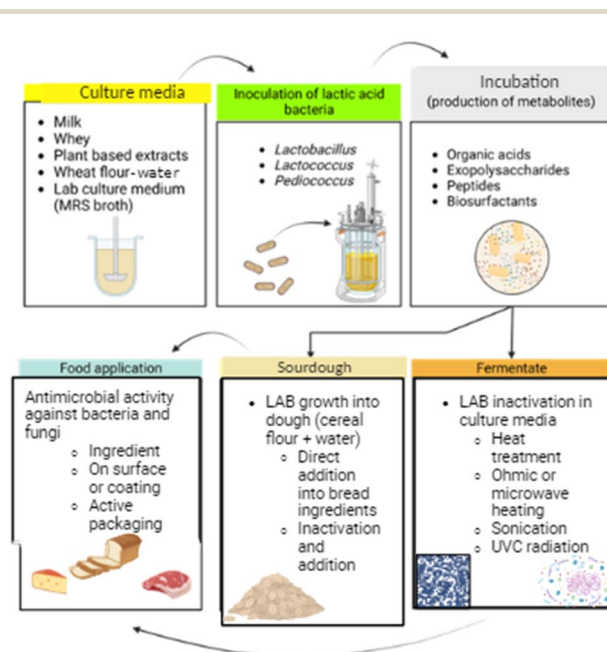 Culture media
• Milk
• Whey
• Plant based extracts
• Wheat flour-water
• Lab culture medium
(MRS broth)
Inoculation of lactic acid
bacteria
• Lactobacillus
• Lactococcus
• Pediococcus
Incubation
(production of metabolites)
• Organic acids
• Exopolysaccharides
• Peptides
• Biosurfactants
Food application
Antimicrobial activity
against bacteria and
fungi
○ Ingredient
○ On surface
or coating
○ Active
packaging
Sourdough
• LAB growth into
dough (cereal
flour + water)
○ Direct
addition
into bread
ingredients
○ Inactivation
and
addition
Fermentate
• LAB inactivation in
culture media
○ Heat
treatment
○ Ohmic or
microwave
heating
○ Sonication
○ UVC radiation